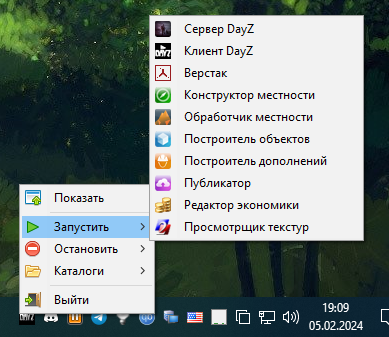 Сервер DayZ
Клиент DayZ
Верстак
Конструктор местности
Обработчик местности
Построитель объектов
Построитель дополнений
Публикатор
Редактор экономики
Просмотрщик текстур
Показать
Запустить
Остановить
Каталоги
Выйти
DAYZ
19:09
05.02.2024